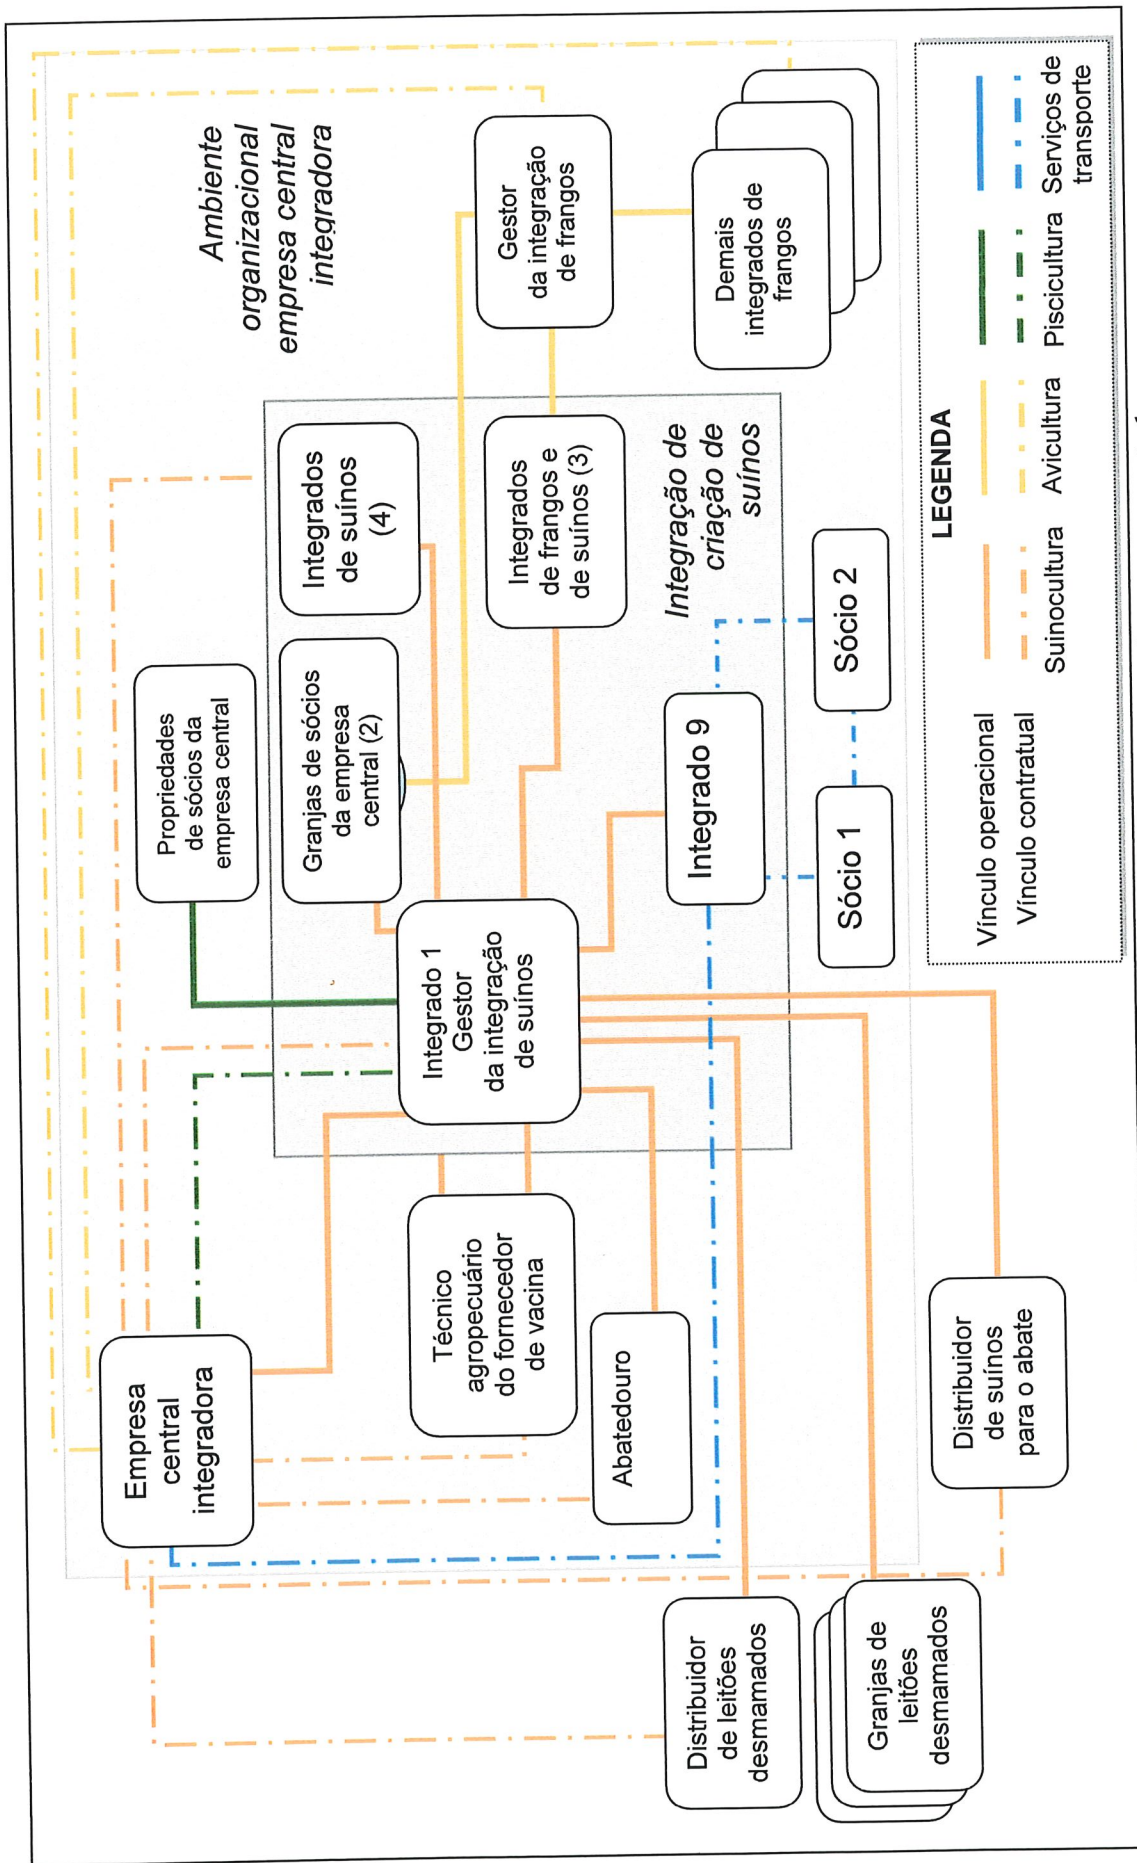 Ambiente
organizacional
empresa central
integradora
Empresa
central
integradora
Propriedades
de sócios da
empresa central
Granjas de sócios
da empresa
central (2)
Integrados
de suínos
(4)
Gestor
da integração
de frangos
Integrado 1
Gestor
da integração
de suínos
Integrados
de frangos e
de suínos (3)
Técnico
agropecuário
do fornecedor
de vacina
Demais
integrados de
frangos
Integração de
criação de
suínos
Abatedouro
Integrado 9
Distribuidor
de leitões
desmamados
Sócio 1
Sócio 2
Granjas de
leitões
desmamados
Distribuidor
de suínos
para o abate
LEGENDA
Vínculo operacional
Vínculo contratual
Suinocultura Avicultura Piscicultura Serviços de
transporte